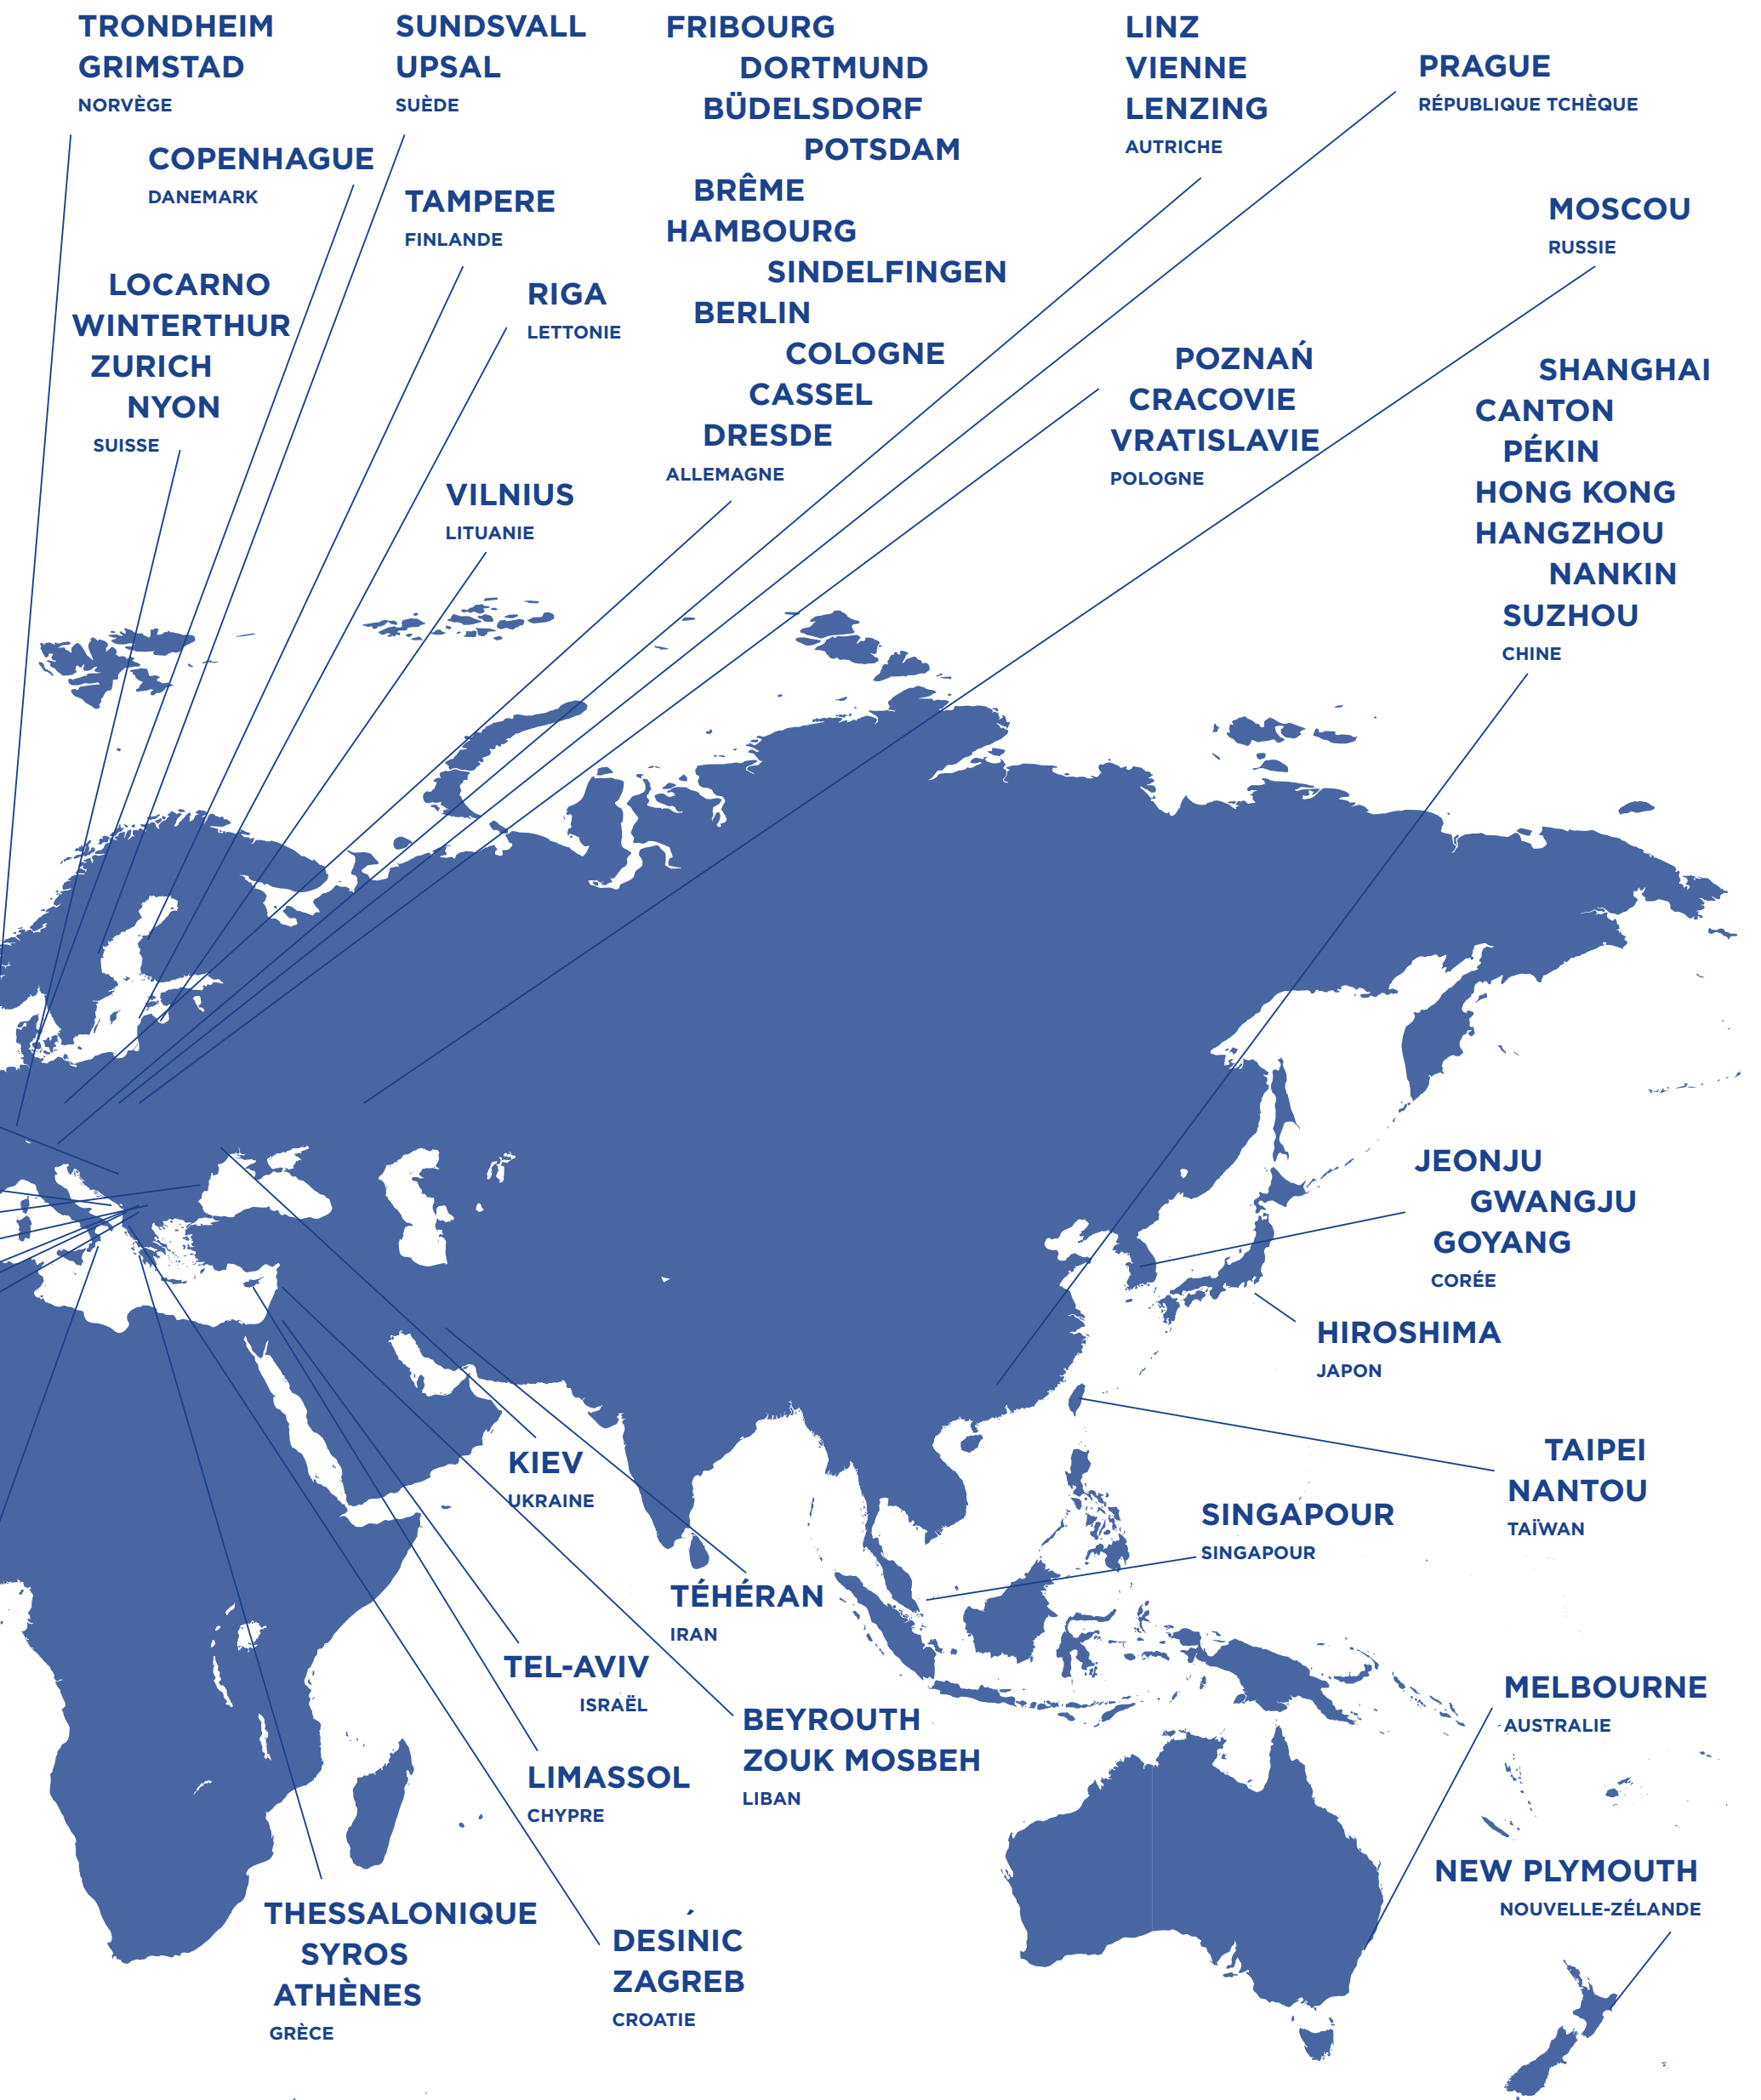 TRONDHEIM
GRIMSTAD
NORVÈGE
SUNDSVALL
UPSAL
SUÈDE
FRIBOURG
DORTMUND
BÜDELSDORF
POTSDAM
BRÊME
HAMBOURG
SINDELFINGEN
BERLIN
COLOGNE
CASSEL
DRESDE
ALLEMAGNE
LINZ
VIENNE
LENZING
AUTRICHE
PRAGUE
RÉPUBLIQUE TCHÈQUE
COPENHAGUE
DANEMARK
TAMPERE
FINLANDE
MOSCOU
RUSSIE
LOCARNO
WINTERTHUR
ZURICH
NYON
SUISSE
RIGA
LETTONIE
POZNAŃ
CRACOVIE
VRATISLAVIE
POLOGNE
SHANGHAI
CANTON
PÉKIN
HONG KONG
HANGZHOU
NANKIN
SUZHOU
CHINE
VILNIUS
LITUANIE
JEONJU
GWANGJU
GOYANG
CORÉE
HIROSHIMA
JAPON
TAIPEI
NANTOU
TAÏWAN
KIEV
UKRAINE
SINGAPOUR
SINGAPOUR
TÉHÉRAN
IRAN
TEL-AVIV
ISRAËL
BEYROUTH
ZOUK MOSBEH
LIBAN
MELBOURNE
AUSTRALIE
LIMASSOL
CHYPRE
NEW PLYMOUTH
NOUVELLE-ZÉLANDE
THESSALONIQUE
SYROS
ATHÈNES
GRÈCE
DESINIĆ
ZAGREB
CROATIE